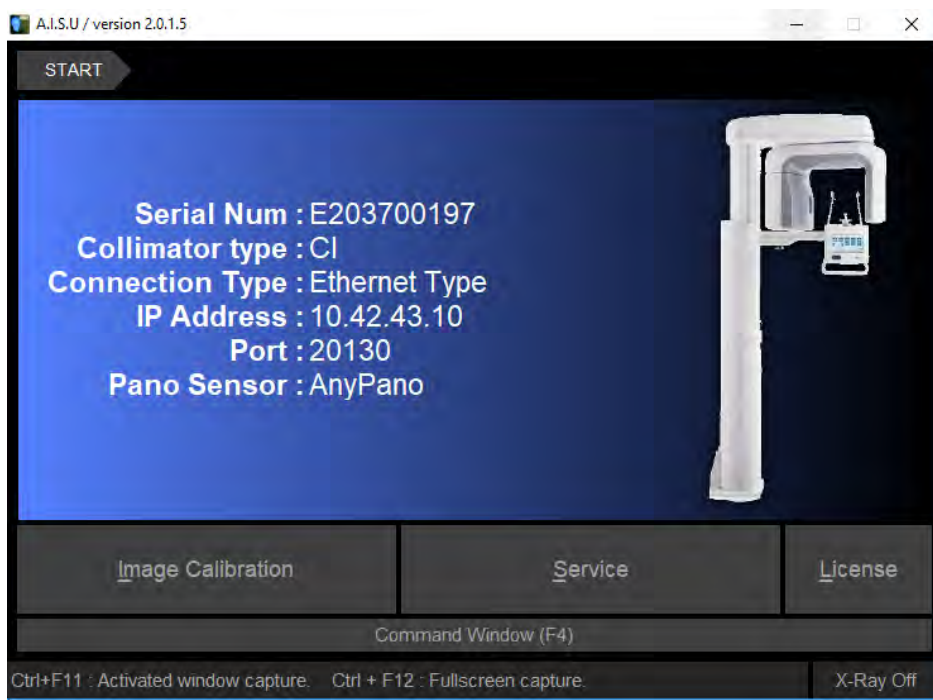 A.I.S.U / version 2.0.1.5
START
Serial Num : E203700197
Collimator type : CI
Connection Type : Ethernet Type
IP Address : 10.42.43.10
Port : 20130
Pano Sensor : AnyPano
Image Calibration
Service
License
Command Window (F4)
Ctrl+F11 : Activated window capture. Ctrl + F12 : Fullscreen capture.
X-Ray Off